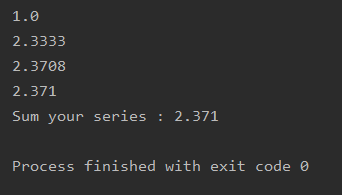 1.0
2.3333
2.3708
2.371
Sum your series : 2.371
Process finished with exit code 0